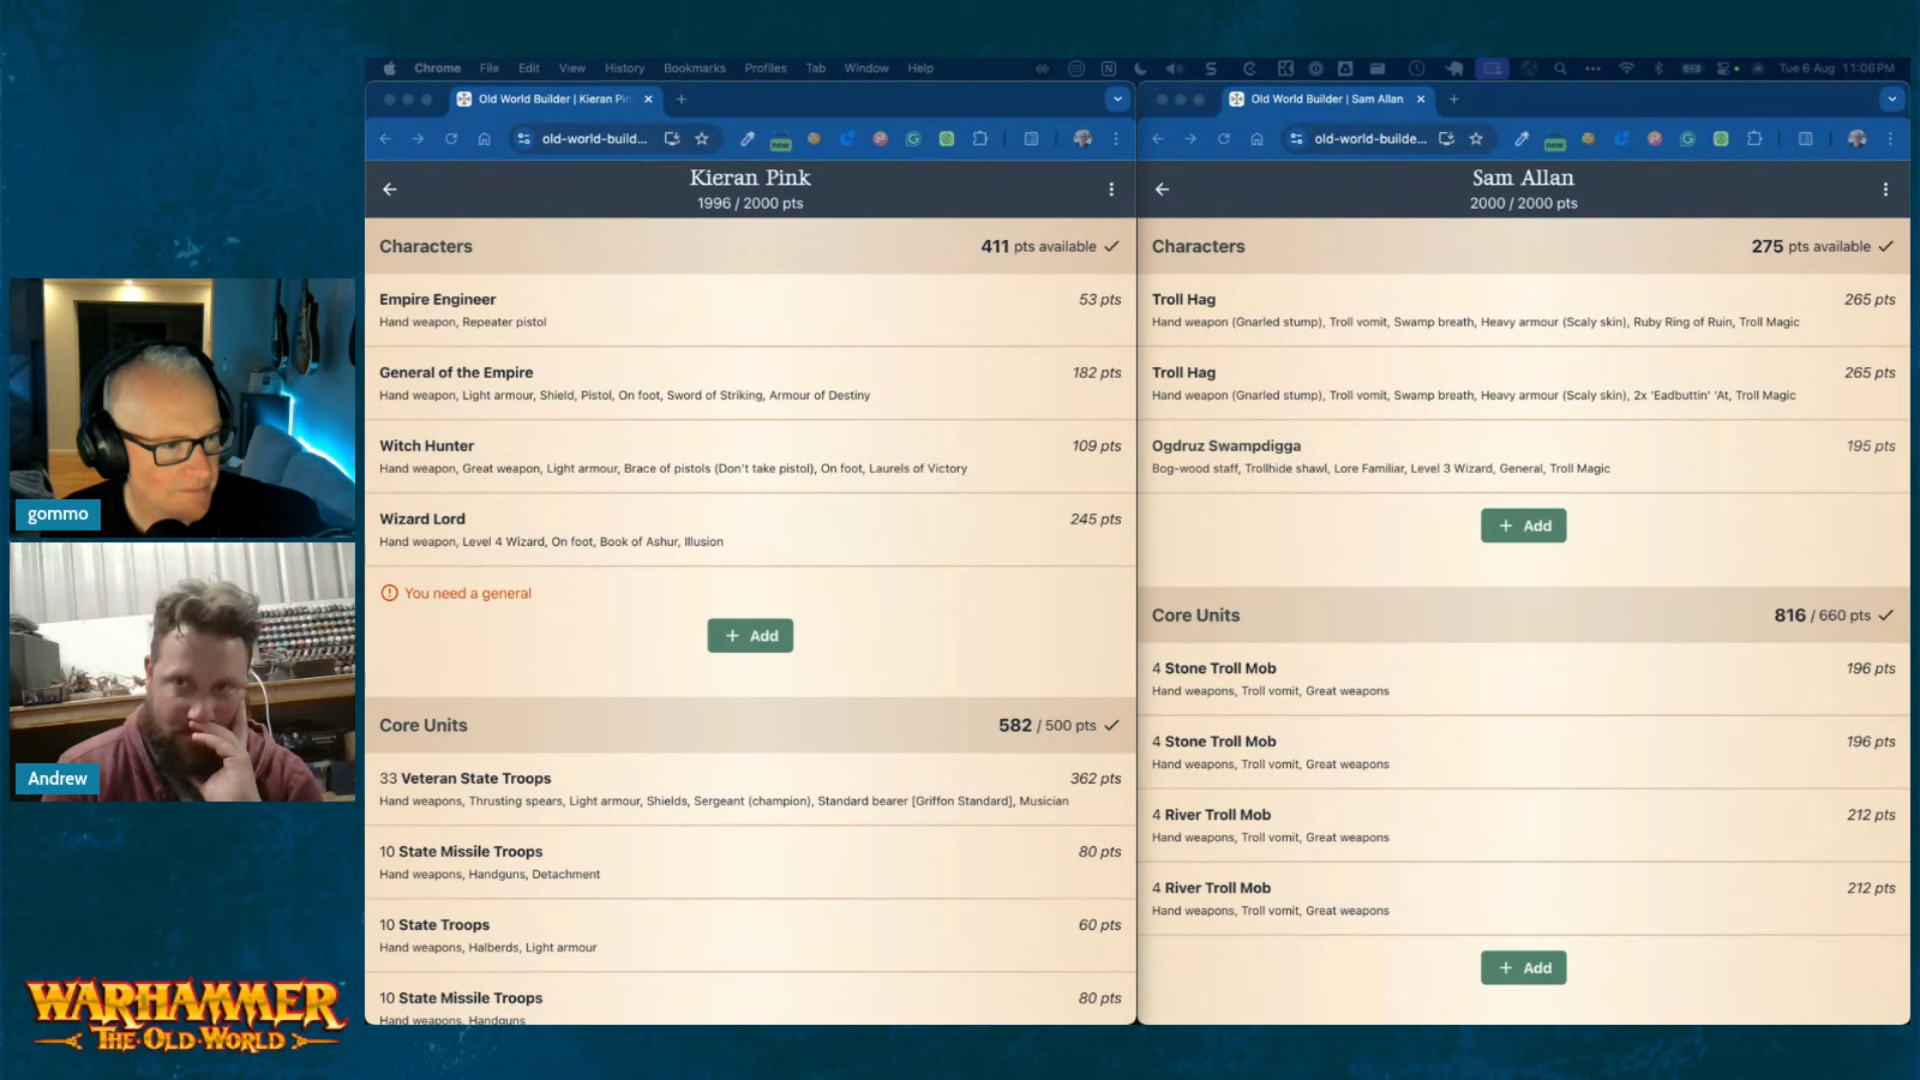 Chrome File Edit View History Bookmarks Profiles Tab Window Help
Tue 6 Aug 11:06PM
Old World Builder | Kieran Pin
old-world-build...
new
Kieran Pink
1996 / 2000 pts
Characters 411 pts available
Empire Engineer 53 pts
Hand weapon, Repeater pistol
General of the Empire 182 pts
Hand weapon, Light armour, Shield, Pistol, On foot, Sword of Striking, Armour of Destiny
Witch Hunter 109 pts
Hand weapon, Great weapon, Light armour, Brace of pistols (Don't take pistol), On foot, Laurels of Victory
Wizard Lord 245 pts
Hand weapon, Level 4 Wizard, On foot, Book of Ashur, Illusion
You need a general
+ Add
Core Units 582 / 500 pts
33 Veteran State Troops 362 pts
Hand weapons, Thrusting spears, Light armour, Shields, Sergeant (champion), Standard bearer [Griffon Standard], Musician
10 State Missile Troops 80 pts
Hand weapons, Handguns, Detachment
10 State Troops 60 pts
Hand weapons, Halberds, Light armour
10 State Missile Troops 80 pts
Hand weapons, Handguns
Old World Builder | Sam Allan
old-world-builde...
new
Sam Allan
2000 / 2000 pts
Characters 275 pts available
Troll Hag 265 pts
Hand weapon (Gnarled stump), Troll vomit, Swamp breath, Heavy armour (Scaly skin), Ruby Ring of Ruin, Troll Magic
Troll Hag 265 pts
Hand weapon (Gnarled stump), Troll vomit, Swamp breath, Heavy armour (Scaly skin), 2x 'Eadbuttin' 'At, Troll Magic
Ogdruz Swampdigga 195 pts
Bog-wood staff, Trollhide shawl, Lore Familiar, Level 3 Wizard, General, Troll Magic
+ Add
Core Units 816 / 660 pts
4 Stone Troll Mob 196 pts
Hand weapons, Troll vomit, Great weapons
4 Stone Troll Mob 196 pts
Hand weapons, Troll vomit, Great weapons
4 River Troll Mob 212 pts
Hand weapons, Troll vomit, Great weapons
4 River Troll Mob 212 pts
Hand weapons, Troll vomit, Great weapons
+ Add
gommo
Andrew
WARHAMMER
THE OLD WORLD